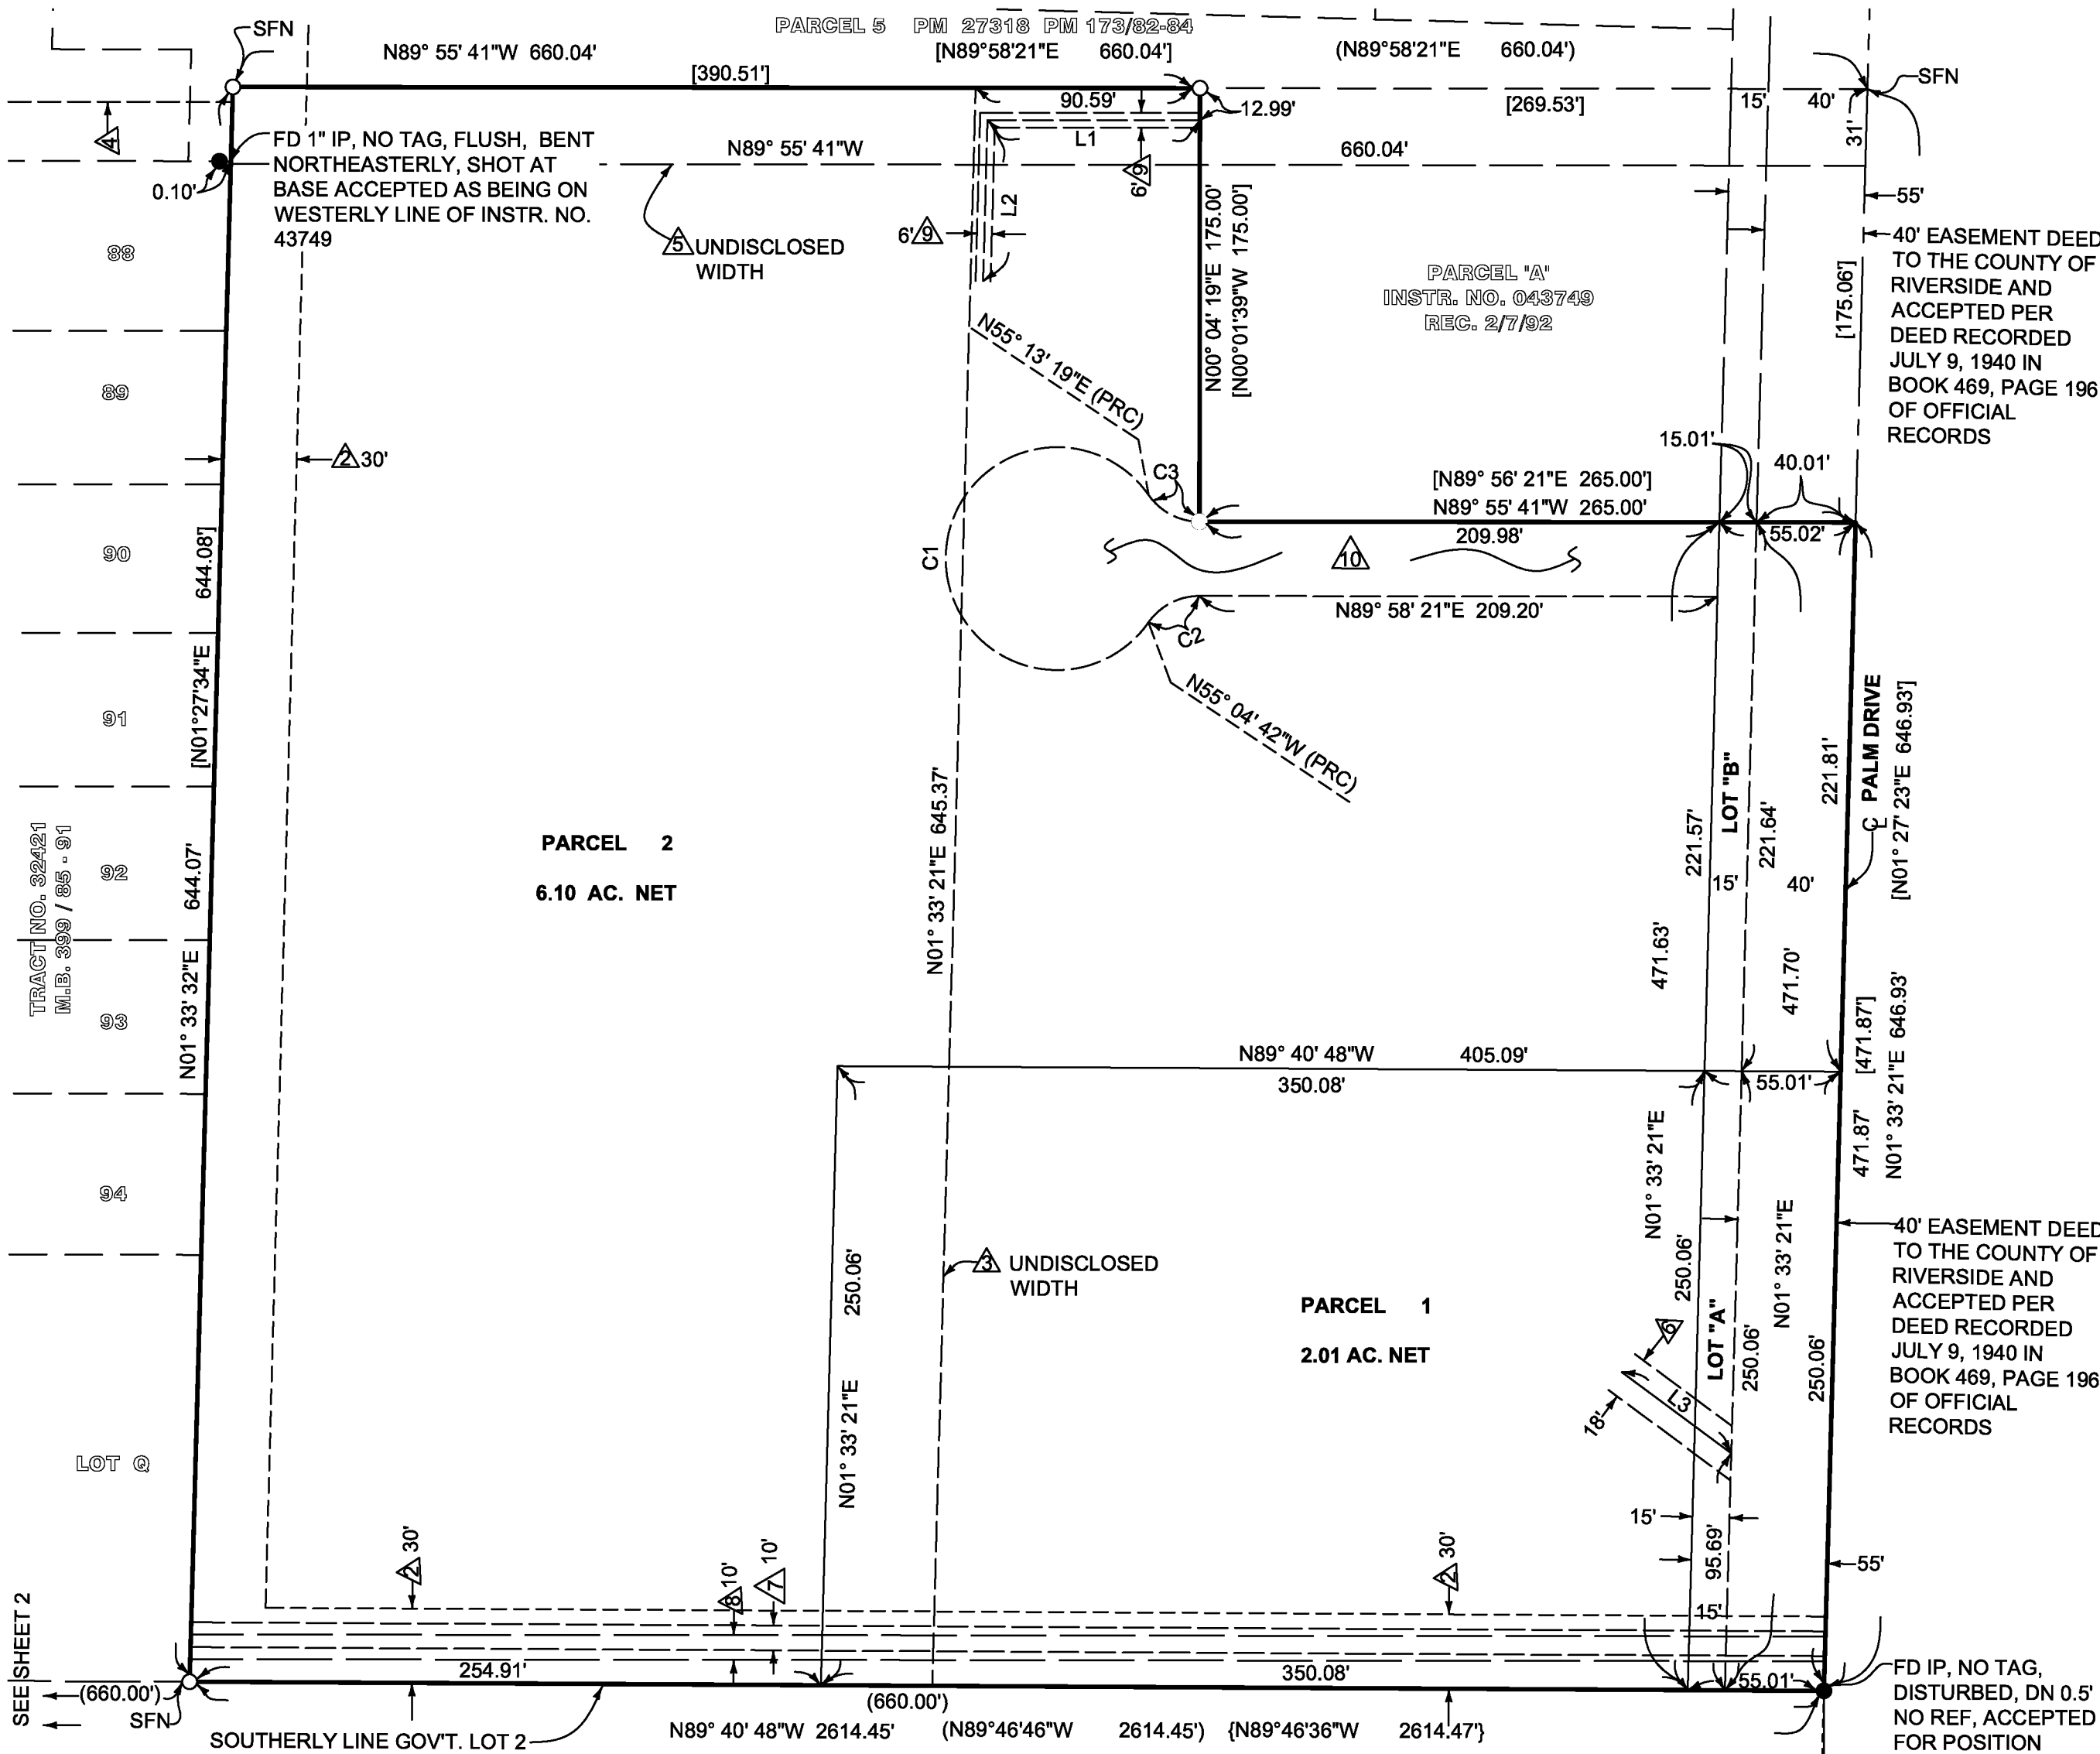 PARCEL 5 PM 27318 PM 173/82-84
SFN
N89° 55' 41"W 660.04'
[N89°58'21"E 660.04']
(N89°58'21"E 660.04')
[390.51']
90.59'
12.99'
[269.53']
15'
40'
SFN
31'
4
FD 1" IP, NO TAG, FLUSH, BENT
NORTHEASTERLY, SHOT AT
BASE ACCEPTED AS BEING ON
WESTERLY LINE OF INSTR. NO.
43749
0.10'
N89° 55' 41"W
660.04'
L1
6' 9
L2
6' 9
55'
5 UNDISCLOSED
WIDTH
N00° 04' 19"E 175.00'
[N00°01'39"W 175.00']
PARCEL "A"
INSTR. NO. 043749
REC. 2/7/92
[175.06']
40' EASEMENT DEED
TO THE COUNTY OF
RIVERSIDE AND
ACCEPTED PER
DEED RECORDED
JULY 9, 1940 IN
BOOK 469, PAGE 196
OF OFFICIAL
RECORDS
88
89
90
91
92
93
94
LOT Q
TRACT NO. 32421
M.B. 399 / 85 - 91
2 30'
N55° 13' 19"E (PRC)
C3
C1
C2
N55° 04' 42"W (PRC)
15.01'
40.01'
[N89° 56' 21"E 265.00']
N89° 55' 41"W 265.00'
209.98'
55.02'
10
N89° 58' 21"E 209.20'
644.08']
[N01°27'34"E
644.07'
N01° 33' 32"E
N01° 33' 21"E 645.37'
PARCEL 2
6.10 AC. NET
LOT "B"
221.57'
221.64'
221.81'
15'
40'
CL PALM DRIVE
[N01° 27' 23"E 646.93']
471.63'
471.70'
[471.87']
471.87'
N01° 33' 21"E 646.93'
N89° 40' 48"W 405.09'
350.08'
55.01'
N01° 33' 21"E
250.06'
N01° 33' 21"E
250.06'
3 UNDISCLOSED
WIDTH
PARCEL 1
2.01 AC. NET
LOT "A"
N01° 33' 21"E
250.06'
250.06'
6
L3
18'
15'
95.69'
15'
55'
40' EASEMENT DEED
TO THE COUNTY OF
RIVERSIDE AND
ACCEPTED PER
DEED RECORDED
JULY 9, 1940 IN
BOOK 469, PAGE 196
OF OFFICIAL
RECORDS
2 30'
8 10'
7 10'
2 30'
SEE SHEET 2
(660.00')
SFN
254.91'
350.08'
55.01'
(660.00')
SOUTHERLY LINE GOV'T. LOT 2
N89° 40' 48"W 2614.45'
(N89°46'46"W 2614.45')
{N89°46'36"W 2614.47'}
FD IP, NO TAG,
DISTURBED, DN 0.5'
NO REF, ACCEPTED
FOR POSITION